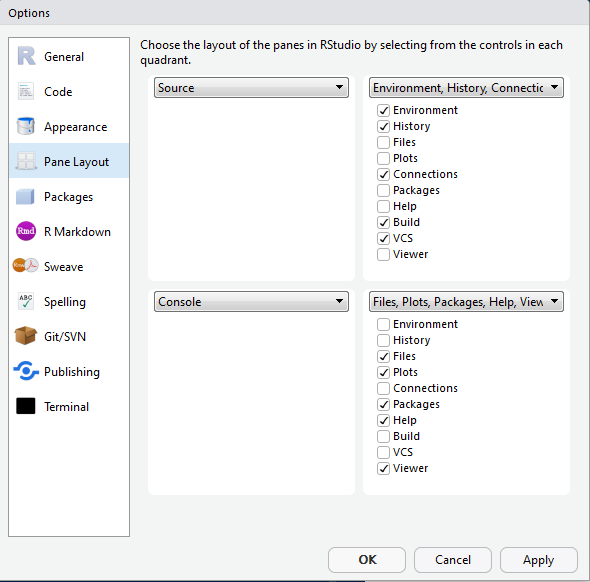 Options
General
Code
Appearance
Pane Layout
Packages
Rmd R Markdown
Sweave
ABC Spelling
Git/SVN
Publishing
Terminal
Choose the layout of the panes in RStudio by selecting from the controls in each
quadrant.
Source
Environment, History, Connectic
Environment
History
Files
Plots
Connections
Packages
Help
Build
VCS
Viewer
Console
Files, Plots, Packages, Help, View
Environment
History
Files
Plots
Connections
Packages
Help
Build
VCS
Viewer
OK Cancel Apply